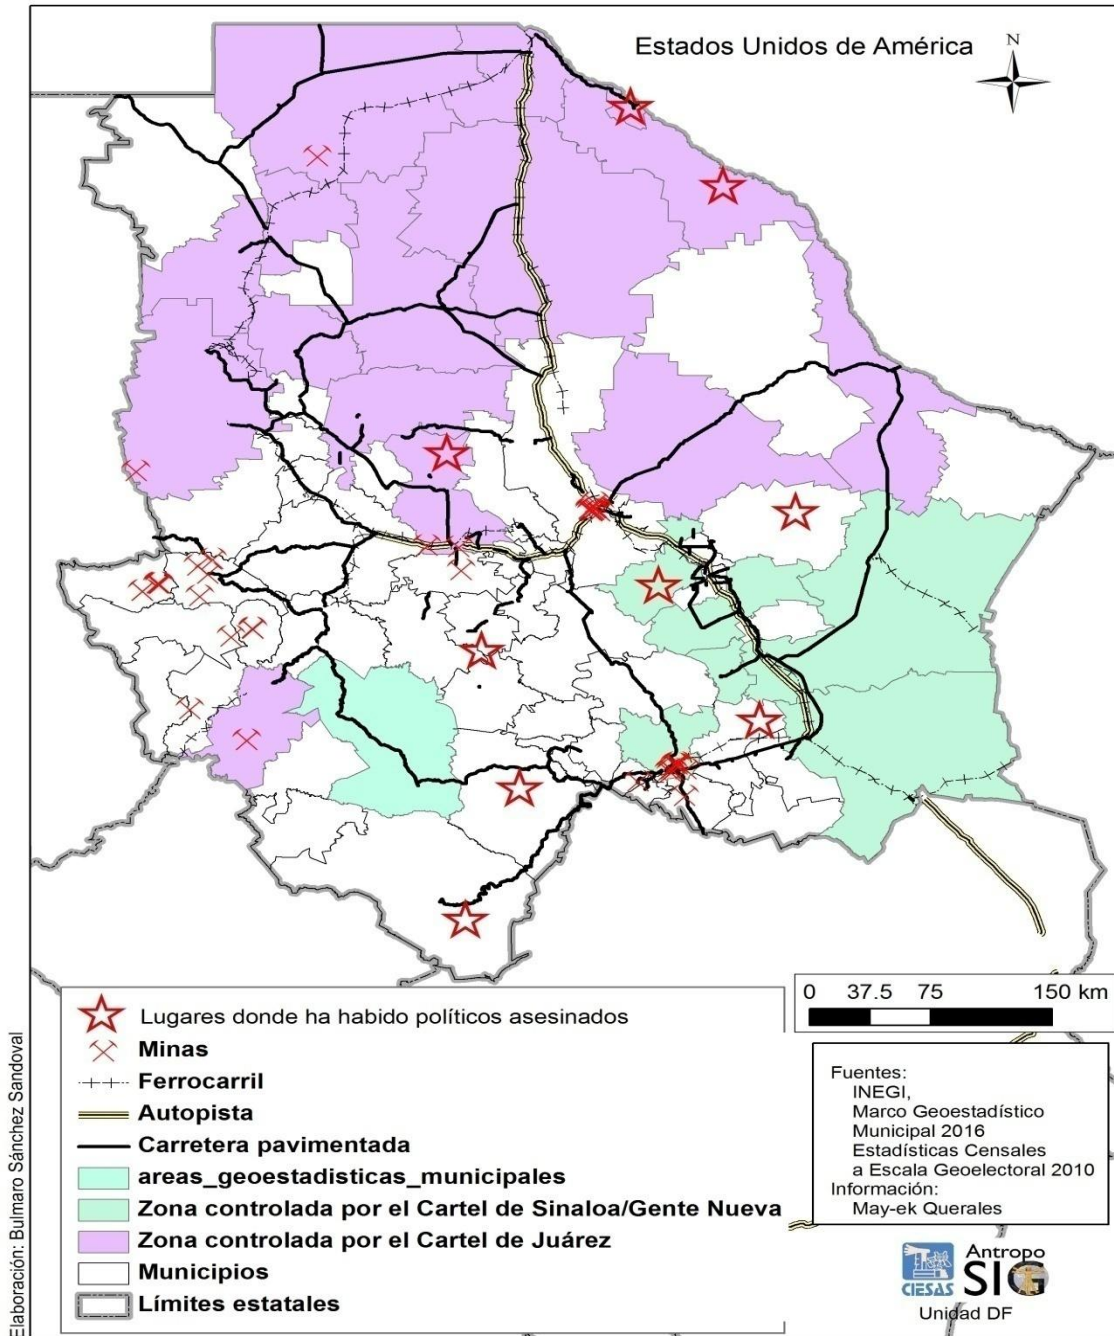 Estados Unidos de América
N
Lugares donde ha habido políticos asesinados
Minas
Ferrocarril
Autopista
Carretera pavimentada
areas_geoestadisticas_municipales
Zona controlada por el Cartel de Sinaloa/Gente Nueva
Zona controlada por el Cartel de Juárez
Municipios
Límites estatales
0 37.5 75 150 km
Fuentes:
INEGI,
Marco Geoestadístico
Municipal 2016
Estadísticas Censales
a Escala Geoelectoral 2010
Información:
May-ek Querales
CIESAS
Antropo
SIG
Unidad DF
Elaboración: Bulmaro Sánchez Sandoval